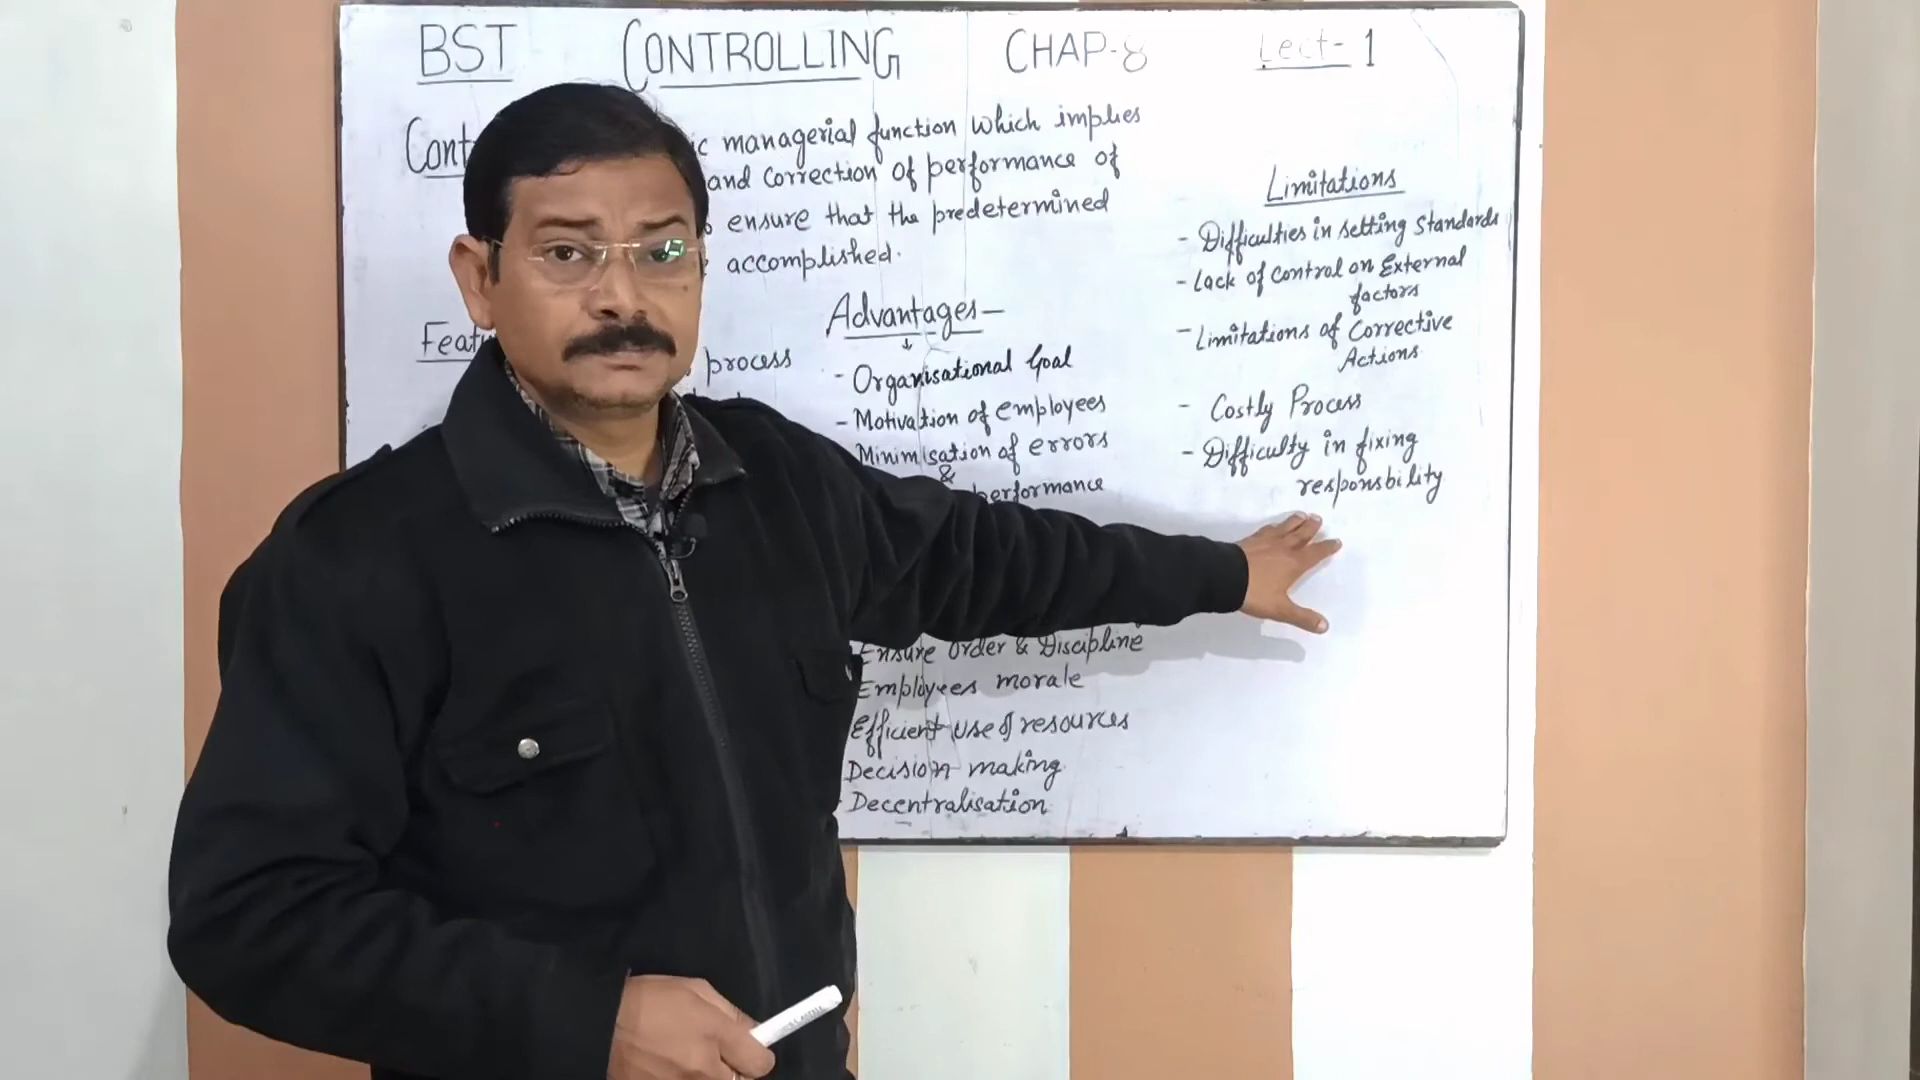 BST CONTROLLING CHAP-8 Lect-1
Cont managerial function which implies
and correction of performance of
ensure that the predetermined
accomplished.
Feat
process
Advantages-
- Organisational Goal
- Motivation of employees
Minimisation of errors
&
performance
Ensure order & Discipline
Employees morale
Efficient use of resources
Decision making
Decentralisation
Limitations
- Difficulties in setting Standards
- Lack of control on External
factors
- Limitations of Corrective
Actions
- Costly Process
- Difficulty in fixing
responsbility